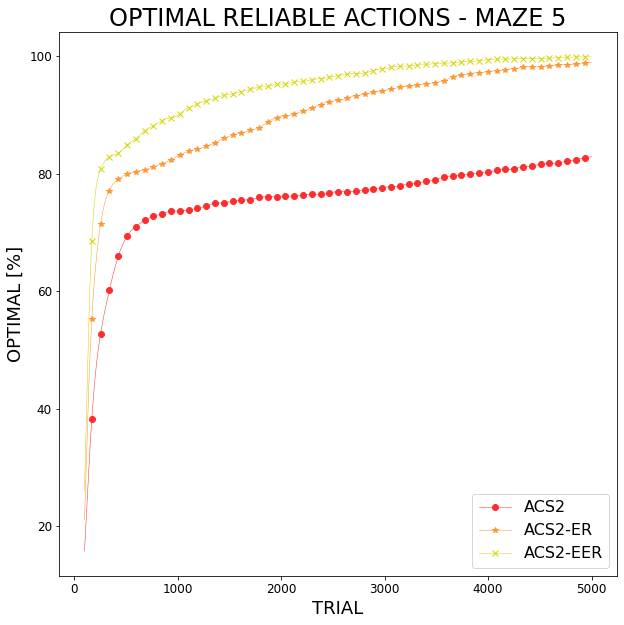 OPTIMAL RELIABLE ACTIONS - MAZE 5
OPTIMAL [%]
100
80
60
40
20
0
1000
2000
3000
4000
5000
TRIAL
ACS2
ACS2-ER
ACS2-EER